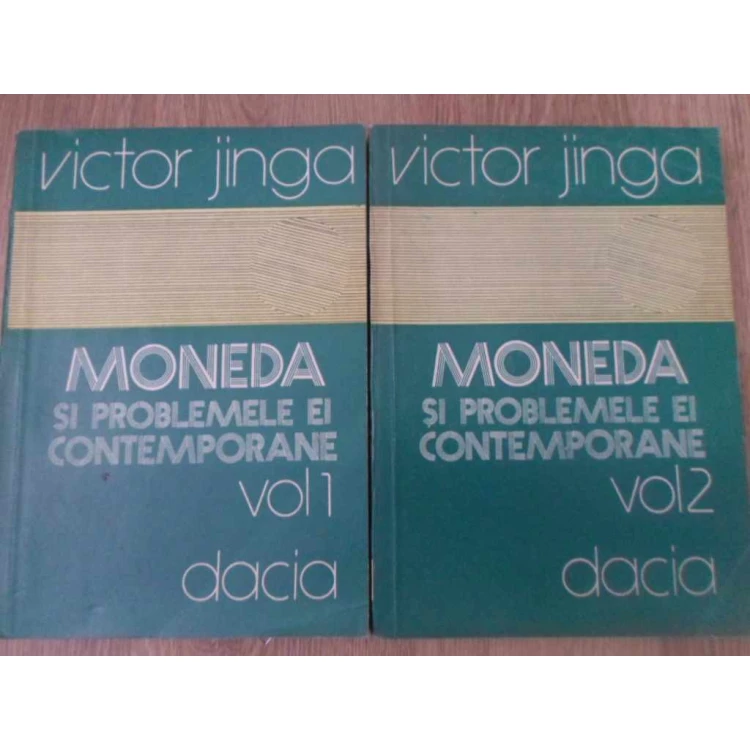 victor jinga
MONEDA
ȘI PROBLEMELE EI
CONTEMPORANE
vol 1
dacia
victor jinga
MONEDA
ȘI PROBLEMELE EI
CONTEMPORANE
vol 2
dacia